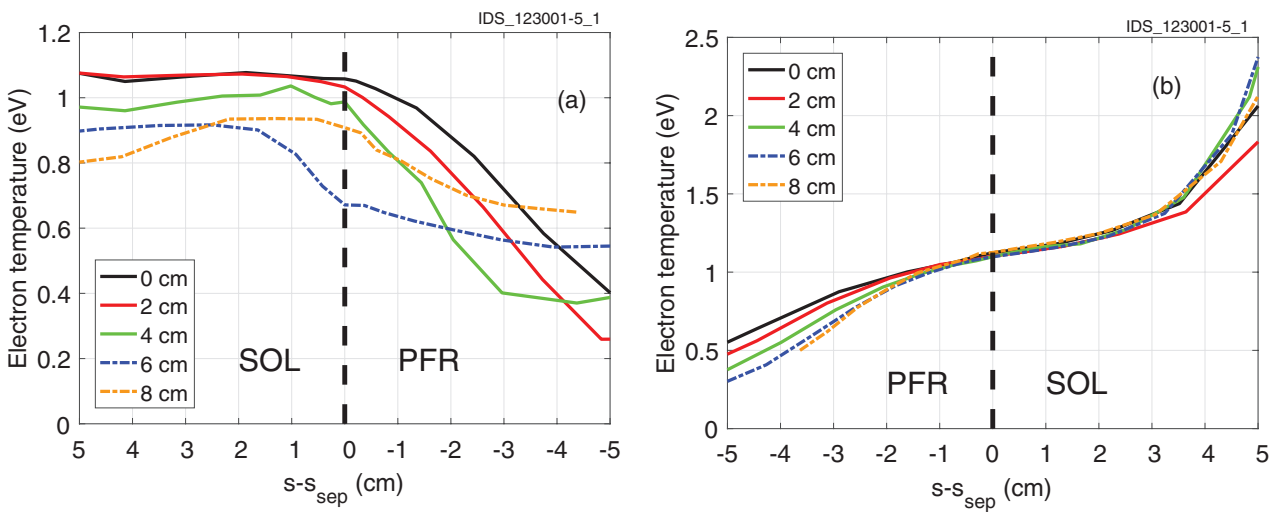 IDS_123001-5_1
1.2
1
0.8
0.6
0.4
0.2
0
Electron temperature (eV)
(a)
0 cm
2 cm
4 cm
6 cm
8 cm
SOL
PFR
5 4 3 2 1 0 -1 -2 -3 -4 -5
s-s_sep (cm)
IDS_123001-5_1
2.5
2
1.5
1
0.5
0
Electron temperature (eV)
0 cm
2 cm
4 cm
6 cm
8 cm
(b)
PFR
SOL
-5 -4 -3 -2 -1 0 1 2 3 4 5
s-s_sep (cm)